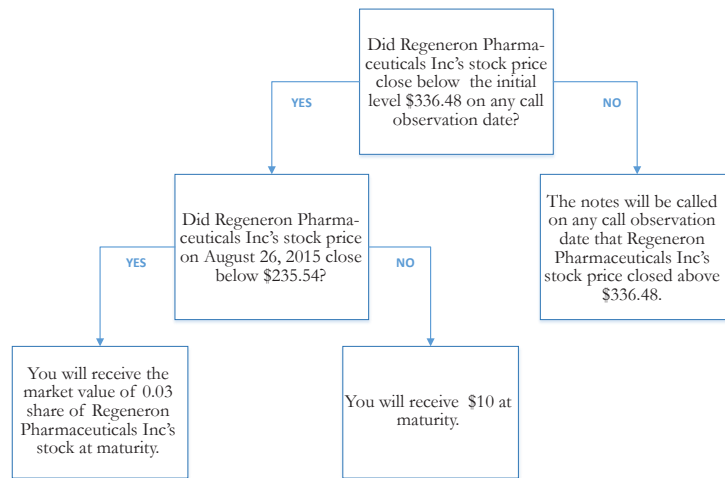 Did Regeneron Pharma-
ceuticals Inc's stock price
close below the initial
level $336.48 on any call
observation date?
YES
NO
Did Regeneron Pharma-
ceuticals Inc's stock price
on August 26, 2015 close
below $235.54?
The notes will be called
on any call observation
date that Regeneron
Pharmaceuticals Inc's
stock price closed above
$336.48.
YES
NO
You will receive the
market value of 0.03
share of Regeneron
Pharmaceuticals Inc's
stock at maturity.
You will receive $10 at
maturity.